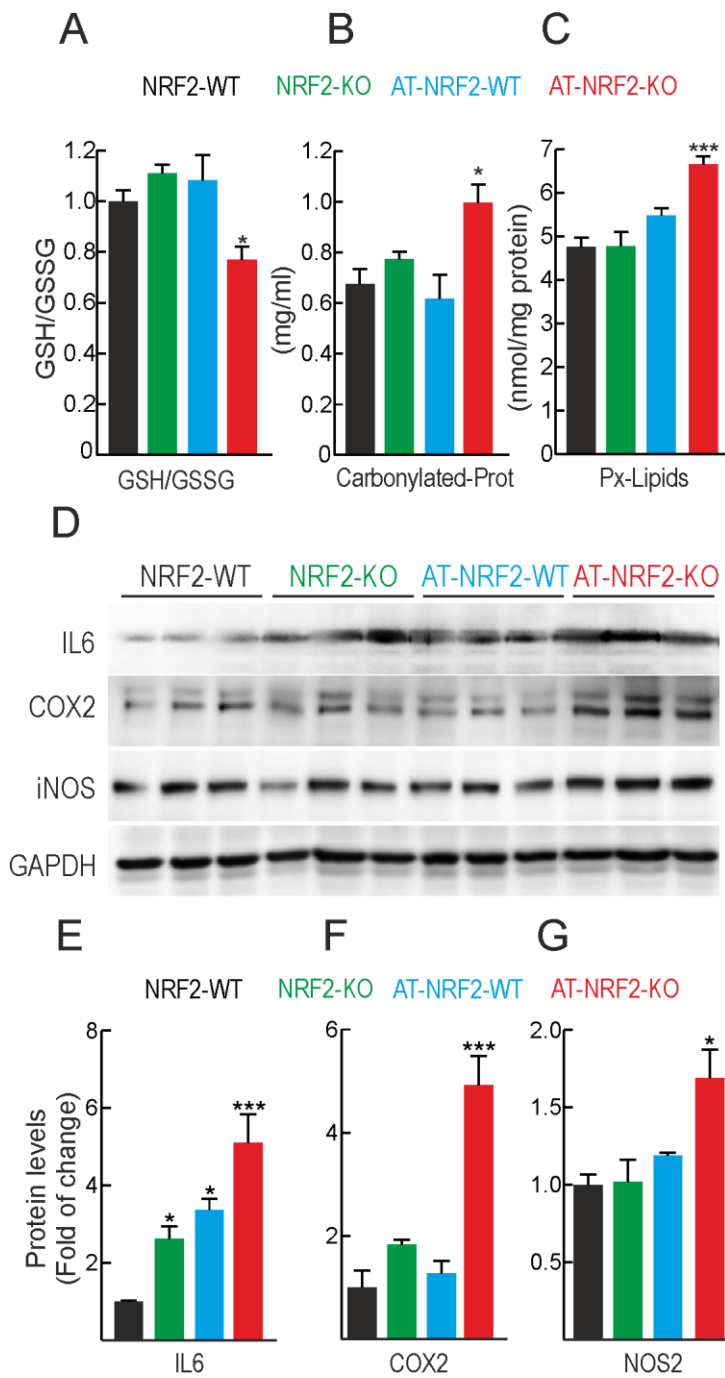 A
B
C
NRF2-WT NRF2-KO AT-NRF2-WT AT-NRF2-KO
GSH/GSSG
1.2
1.0
0.8
0.6
0.4
0.2
0
*
GSH/GSSG
(mg/ml)
1.2
1.0
0.8
0.6
0.4
0.2
0
*
Carbonylated-Prot
(nmol/mg protein)
7
6
5
4
3
2
1
0
***
Px-Lipids
D
NRF2-WT NRF2-KO AT-NRF2-WT AT-NRF2-KO
IL6
COX2
iNOS
GAPDH
E
F
G
NRF2-WT NRF2-KO AT-NRF2-WT AT-NRF2-KO
Protein levels
(Fold of change)
8
6
4
2
* * ***
IL6
6
4
2
***
COX2
2.0
1.5
1.0
0.5
*
NOS2